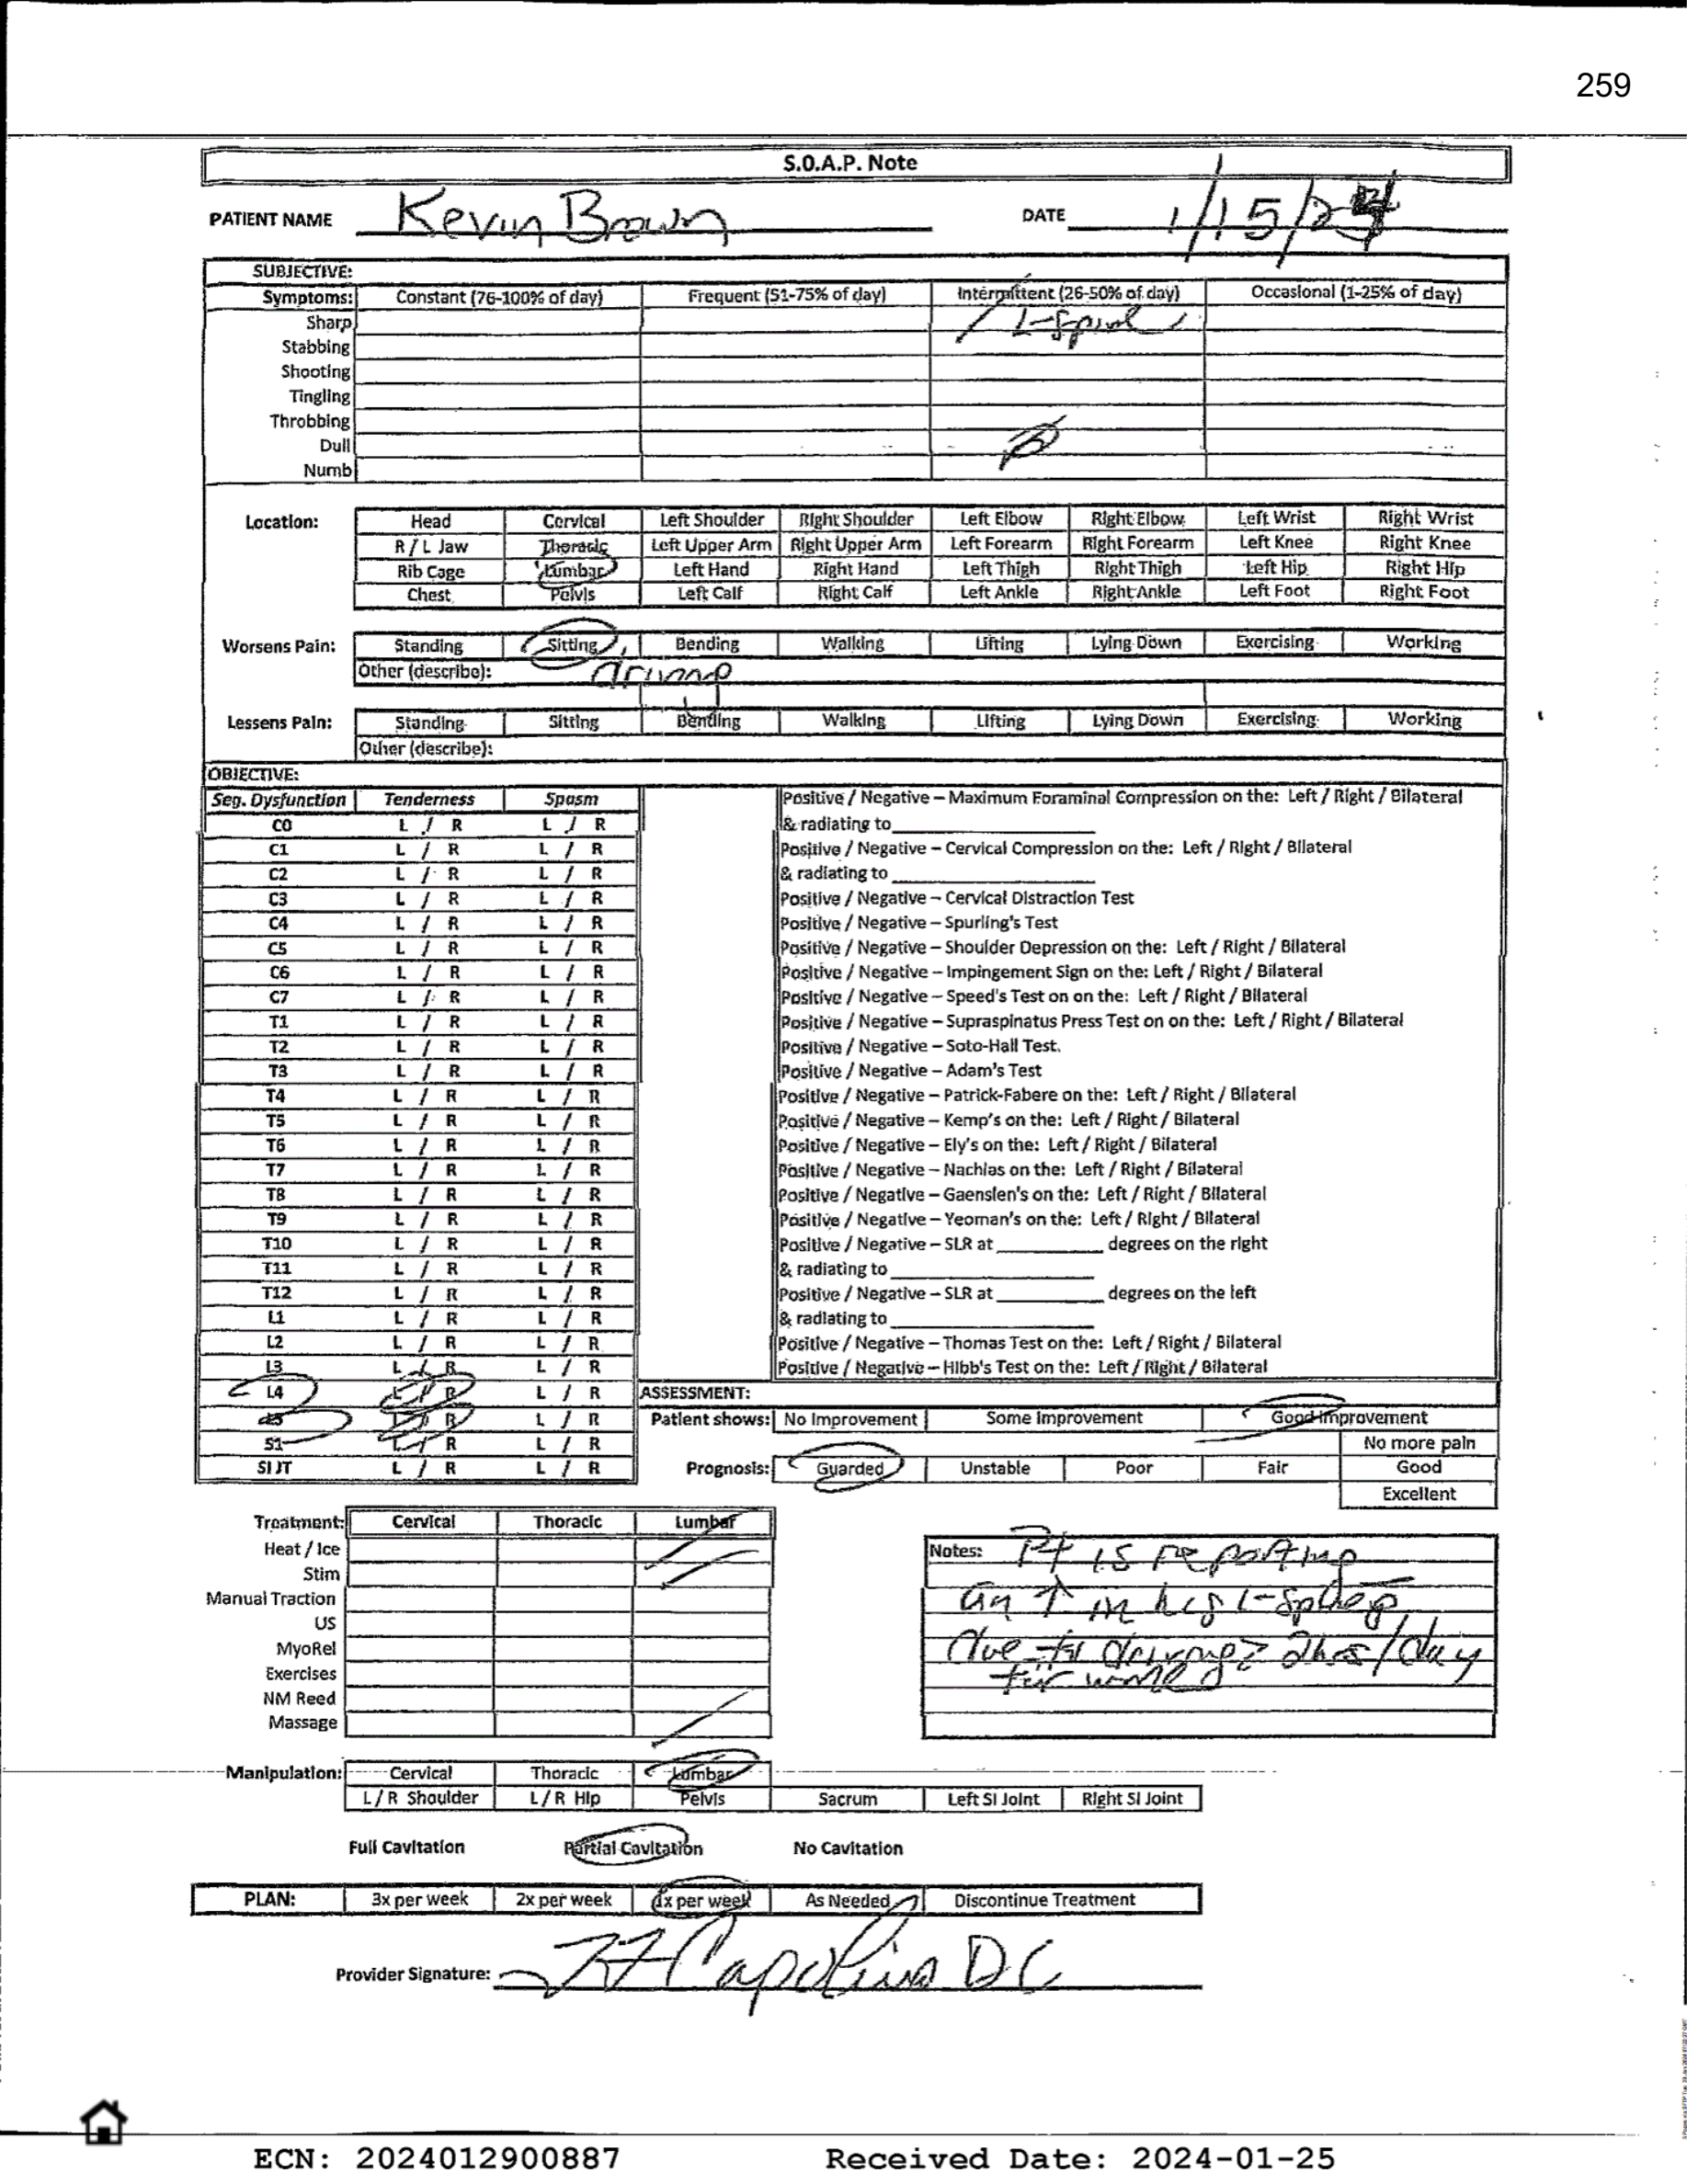 259
S.O.A.P. Note
PATIENT NAME Kevin Brown DATE 1/15/24
SUBJECTIVE:
Symptoms: Constant (76-100% of day) Frequent (51-75% of day) Intermittent (26-50% of day) Occasional (1-25% of day)
Sharp L-Spine
Stabbing
Shooting
Tingling
Throbbing
Dull
Numb
Location: Head Cervical Left Shoulder Right Shoulder Left Elbow Right Elbow Left Wrist Right Wrist
R / L Jaw Thoracic Left Upper Arm Right Upper Arm Left Forearm Right Forearm Left Knee Right Knee
Rib Cage Lumbar Left Hand Right Hand Left Thigh Right Thigh Left Hip Right Hip
Chest Pelvis Left Calf Right Calf Left Ankle Right Ankle Left Foot Right Foot
Worsens Pain: Standing Sitting Bending Walking Lifting Lying Down Exercising Working
Other (describe): driving
Lessens Pain: Standing Sitting Bending Walking Lifting Lying Down Exercising Working
Other (describe):
OBJECTIVE:
Seg. Dysfunction Tenderness Spasm Positive / Negative – Maximum Foraminal Compression on the: Left / Right / Bilateral
C0 L / R L / R & radiating to
C1 L / R L / R Positive / Negative – Cervical Compression on the: Left / Right / Bilateral
C2 L / R L / R & radiating to
C3 L / R L / R Positive / Negative – Cervical Distraction Test
C4 L / R L / R Positive / Negative – Spurling's Test
C5 L / R L / R Positive / Negative – Shoulder Depression on the: Left / Right / Bilateral
C6 L / R L / R Positive / Negative – Impingement Sign on the: Left / Right / Bilateral
C7 L / R L / R Positive / Negative – Speed's Test on on the: Left / Right / Bilateral
T1 L / R L / R Positive / Negative – Supraspinatus Press Test on on the: Left / Right / Bilateral
T2 L / R L / R Positive / Negative – Soto-Hall Test.
T3 L / R L / R Positive / Negative – Adam's Test
T4 L / R L / R Positive / Negative – Patrick-Fabere on the: Left / Right / Bilateral
T5 L / R L / R Positive / Negative – Kemp's on the: Left / Right / Bilateral
T6 L / R L / R Positive / Negative – Ely's on the: Left / Right / Bilateral
T7 L / R L / R Positive / Negative – Nachlas on the: Left / Right / Bilateral
T8 L / R L / R Positive / Negative – Gaenslen's on the: Left / Right / Bilateral
T9 L / R L / R Positive / Negative – Yeoman's on the: Left / Right / Bilateral
T10 L / R L / R Positive / Negative – SLR at degrees on the right
T11 L / R L / R & radiating to
T12 L / R L / R Positive / Negative – SLR at degrees on the left
L1 L / R L / R & radiating to
L2 L / R L / R Positive / Negative – Thomas Test on the: Left / Right / Bilateral
L3 L / R L / R Positive / Negative – Hibb's Test on the: Left / Right / Bilateral
L4 L / R L / R ASSESSMENT:
L5 L / R L / R Patient shows: No Improvement Some Improvement Good Improvement
S1 L / R L / R No more pain
SI JT L / R L / R Prognosis: Guarded Unstable Poor Fair Good
Excellent
Treatment: Cervical Thoracic Lumbar
Heat / Ice Notes: Pt is reporting
Stim
Manual Traction an ↑ in his L-Sp
US
MyoRel due to driving > 2hrs/day
Exercises for work
NM Reed
Massage
Manipulation: Cervical Thoracic Lumbar
L / R Shoulder L / R Hip Pelvis Sacrum Left SI Joint Right SI Joint
Full Cavitation Partial Cavitation No Cavitation
PLAN: 3x per week 2x per week 1x per week As Needed Discontinue Treatment
Provider Signature: DC
ECN: 2024012900887 Received Date: 2024-01-25